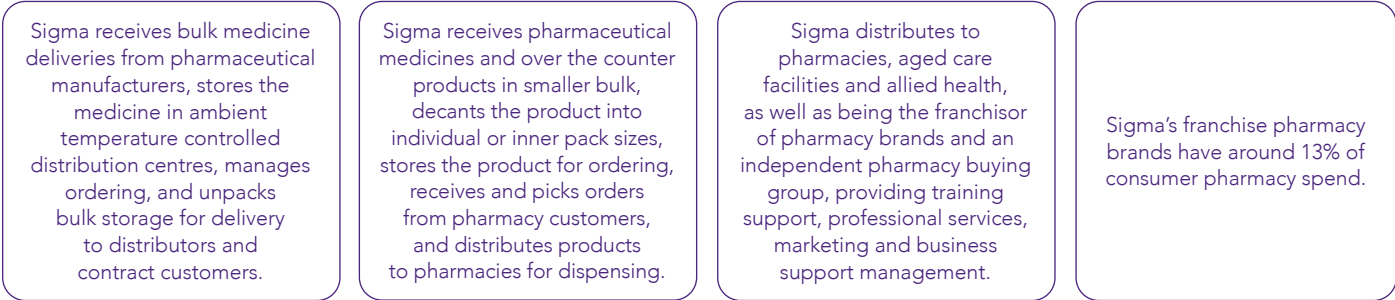 Sigma receives bulk medicine
deliveries from pharmaceutical
manufacturers, stores the
medicine in ambient
temperature controlled
distribution centres, manages
ordering, and unpacks
bulk storage for delivery
to distributors and
contract customers.
Sigma receives pharmaceutical
medicines and over the counter
products in smaller bulk,
decants the product into
individual or inner pack sizes,
stores the product for ordering,
receives and picks orders
from pharmacy customers,
and distributes products
to pharmacies for dispensing.
Sigma distributes to
pharmacies, aged care
facilities and allied health,
as well as being the franchisor
of pharmacy brands and an
independent pharmacy buying
group, providing training
support, professional services,
marketing and business
support management.
Sigma’s franchise pharmacy
brands have around 13% of
consumer pharmacy spend.